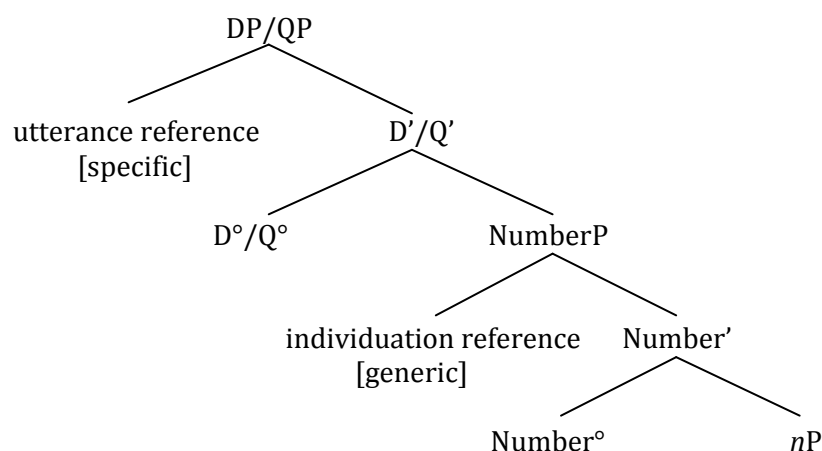 DP/QP
utterance reference
[specific]
D’/Q’
D°/Q°
NumberP
individuation reference
[generic]
Number’
Number°
nP